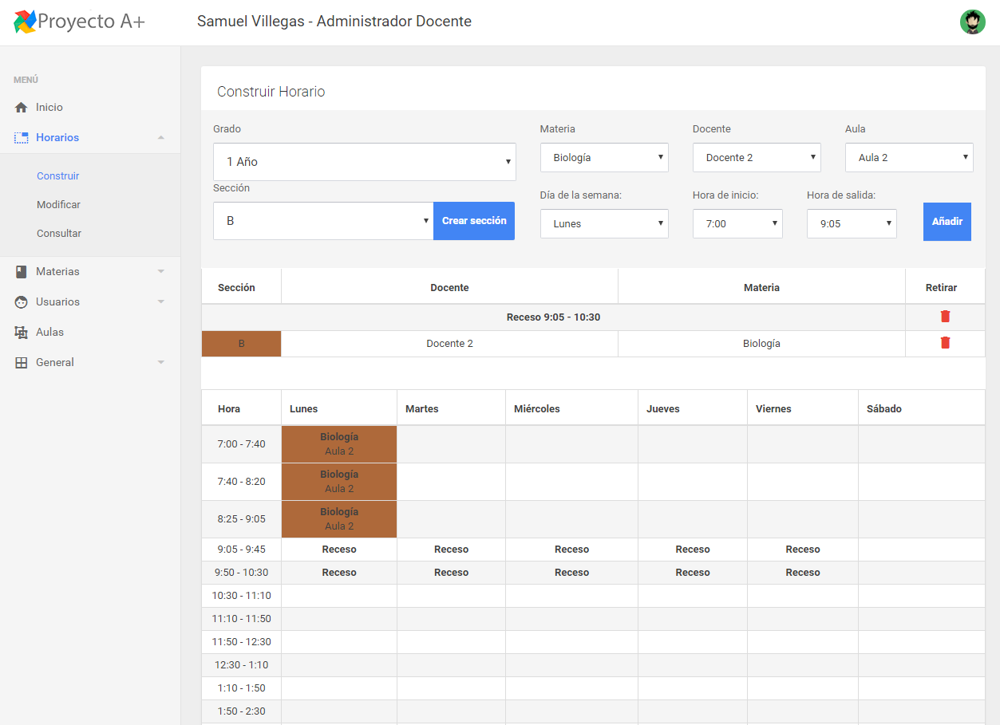 Proyecto A+
Samuel Villegas - Administrador Docente
MENÚ
Inicio
Horarios
Construir
Modificar
Consultar
Materias
Usuarios
Aulas
General
Construir Horario
Grado
1 Año
Sección
B
Crear sección
Materia
Biología
Docente
Docente 2
Aula
Aula 2
Día de la semana:
Lunes
Hora de inicio:
7:00
Hora de salida:
9:05
Añadir
Sección Docente Materia Retirar
Receso 9:05 - 10:30
B Docente 2 Biología
Hora Lunes Martes Miércoles Jueves Viernes Sábado
7:00 - 7:40 Biología
Aula 2
7:40 - 8:20 Biología
Aula 2
8:25 - 9:05 Biología
Aula 2
9:05 - 9:45 Receso Receso Receso Receso Receso
9:50 - 10:30 Receso Receso Receso Receso Receso
10:30 - 11:10
11:10 - 11:50
11:50 - 12:30
12:30 - 1:10
1:10 - 1:50
1:50 - 2:30